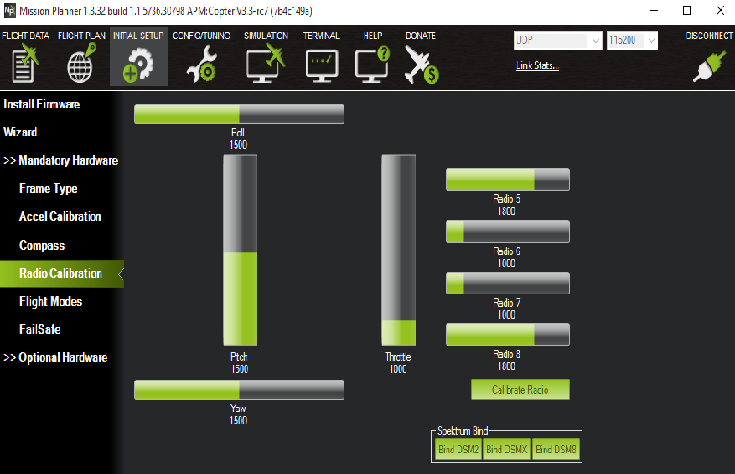 Mission Planner 1.3.32 build 1.1.5736.30798 APM:Copter V3.3-rc7 (7b4c149a)
FLIGHT DATA FLIGHT PLAN INITIAL SETUP CONFIG/TUNING SIMULATION TERMINAL HELP DONATE
UDP 115200 DISCONNECT
Link Stats...
Install Firmware
Wizard
>> Mandatory Hardware
Frame Type
Accel Calibration
Compass
Radio Calibration
Flight Modes
FailSafe
>> Optional Hardware
Roll
1500
Pitch
1500
Throttle
1000
Yaw
1500
Radio 5
1800
Radio 6
1000
Radio 7
1000
Radio 8
1800
Calibrate Radio
Spektrum Bind
Bind DSM2 Bind DSMX Bind DSM8